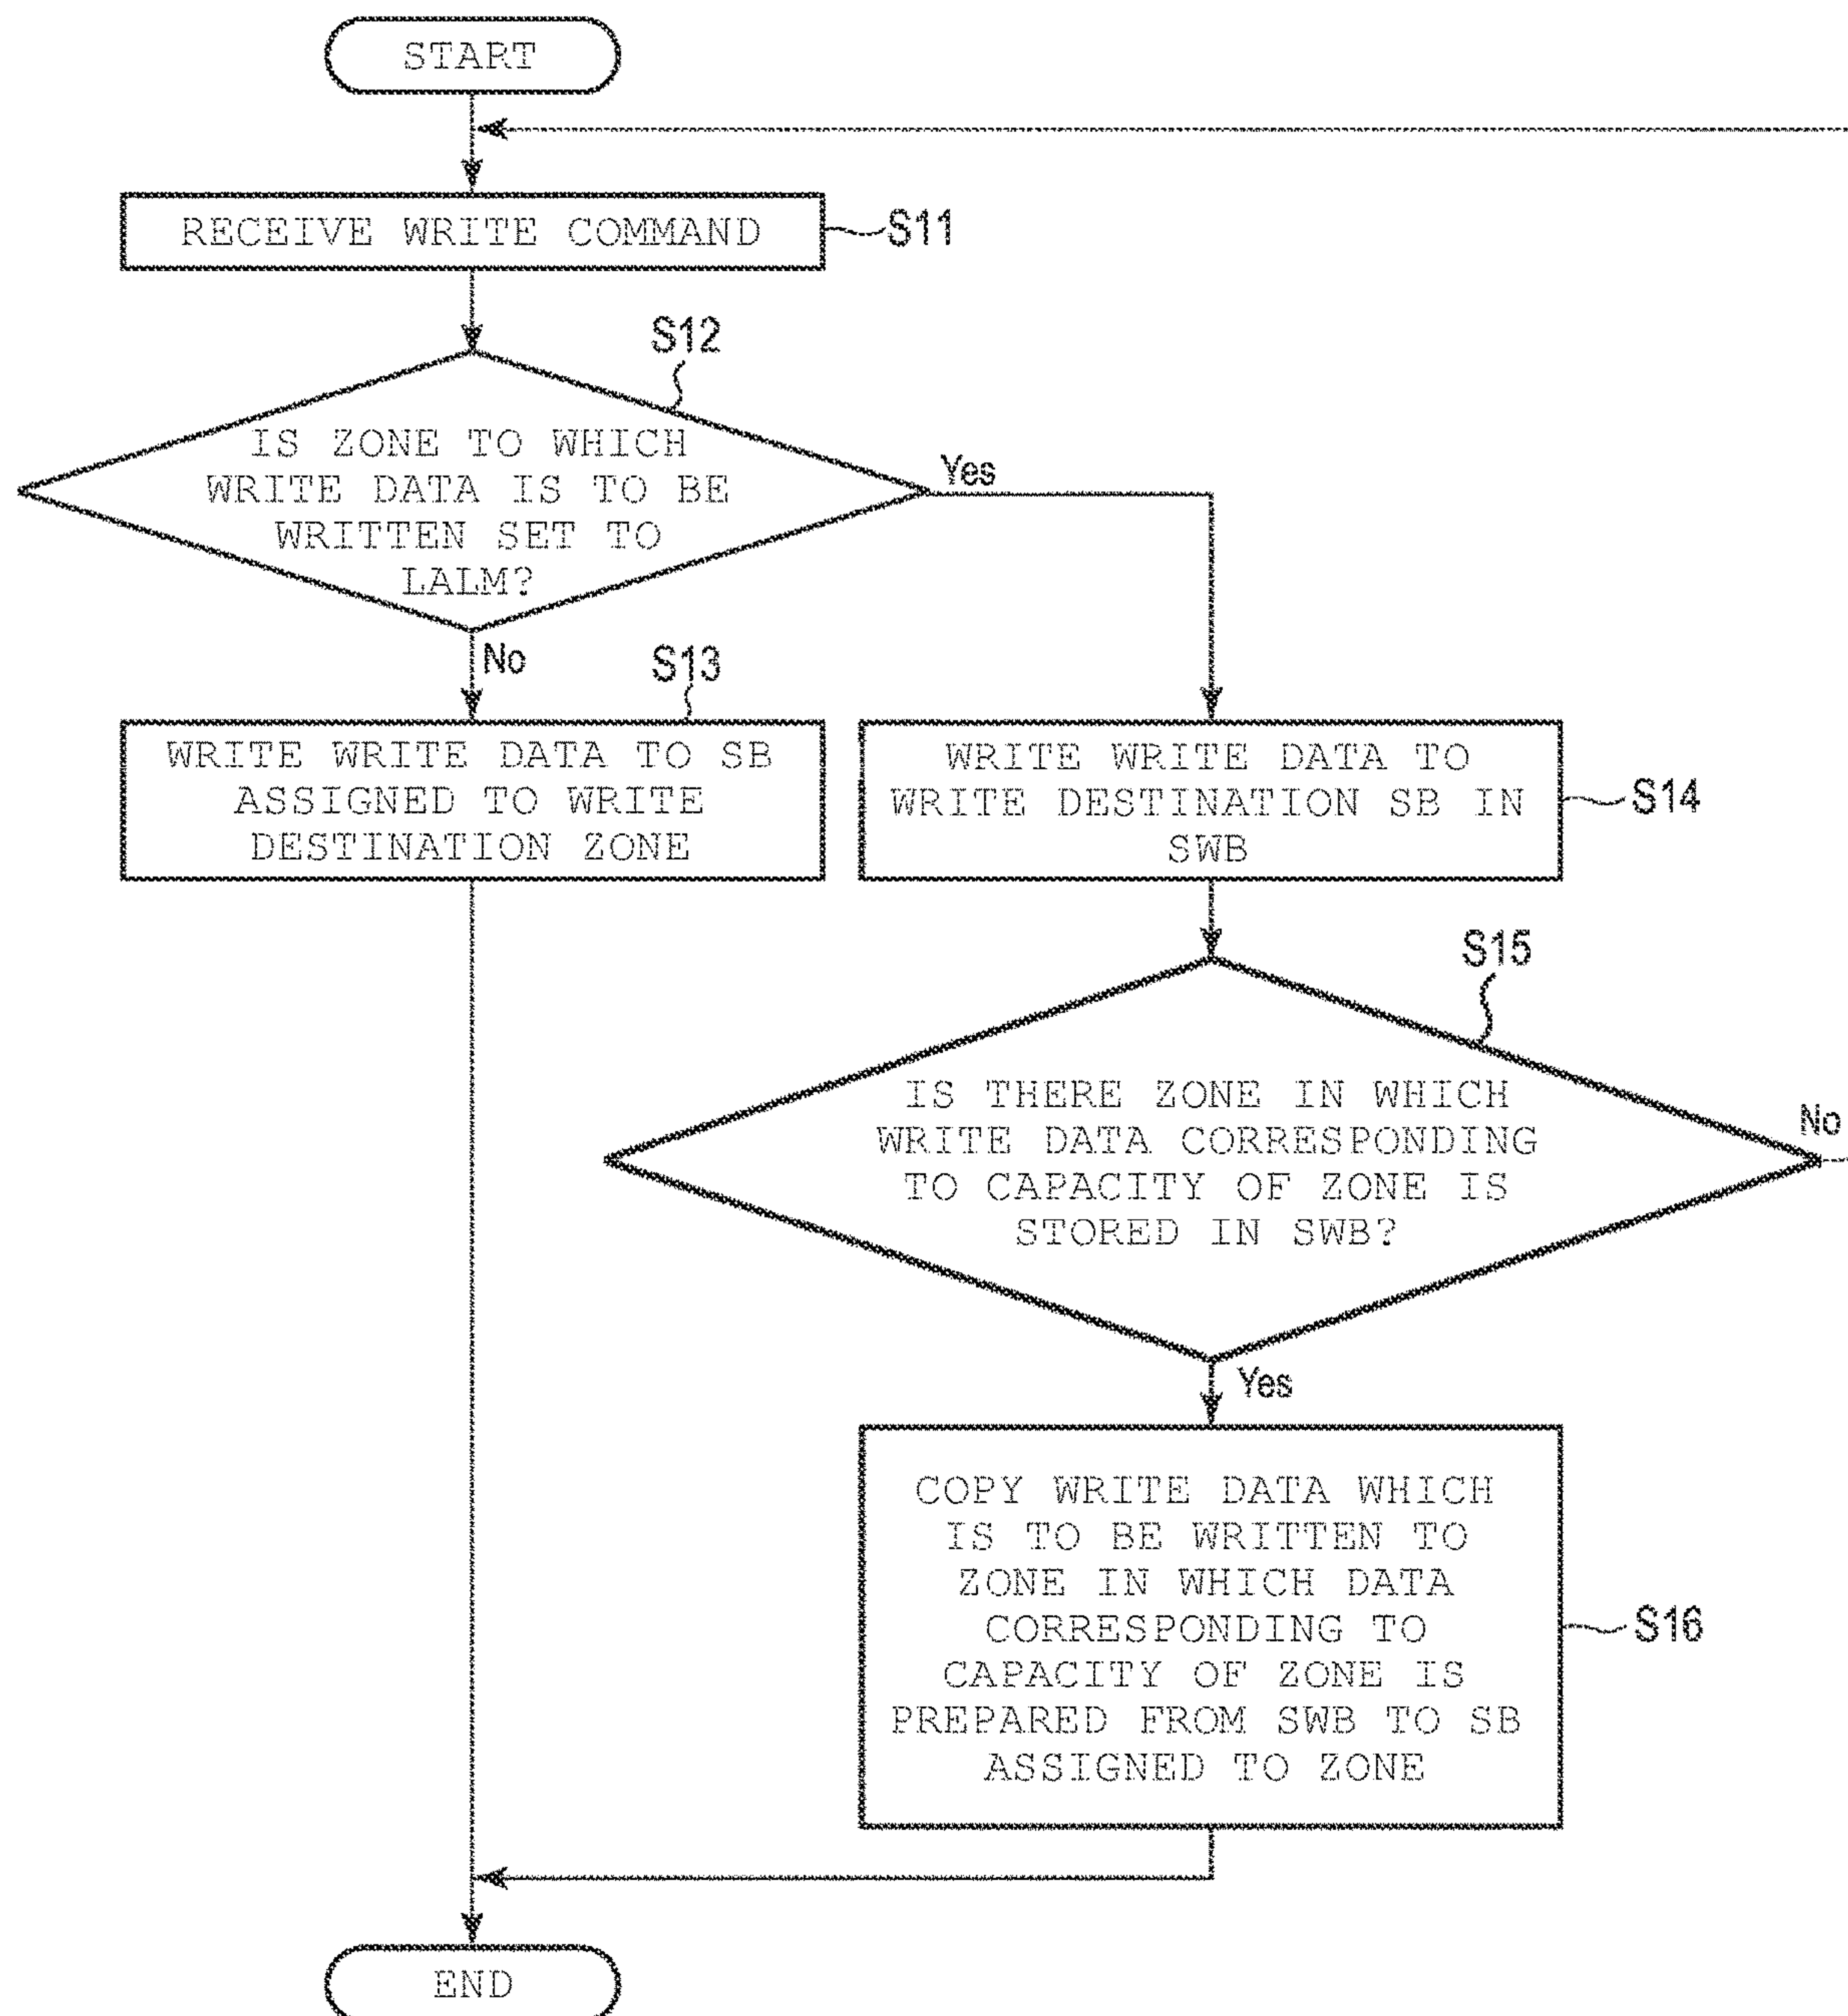 START
RECEIVE WRITE COMMAND
S11
S12
IS ZONE TO WHICH
WRITE DATA IS TO BE
WRITTEN SET TO
LALM?
Yes
No
S13
WRITE WRITE DATA TO SB
ASSIGNED TO WRITE
DESTINATION ZONE
WRITE WRITE DATA TO
WRITE DESTINATION SB IN
SWB
S14
S15
IS THERE ZONE IN WHICH
WRITE DATA CORRESPONDING
TO CAPACITY OF ZONE IS
STORED IN SWB?
No
Yes
COPY WRITE DATA WHICH
IS TO BE WRITTEN TO
ZONE IN WHICH DATA
CORRESPONDING TO
CAPACITY OF ZONE IS
PREPARED FROM SWB TO SB
ASSIGNED TO ZONE
S16
END